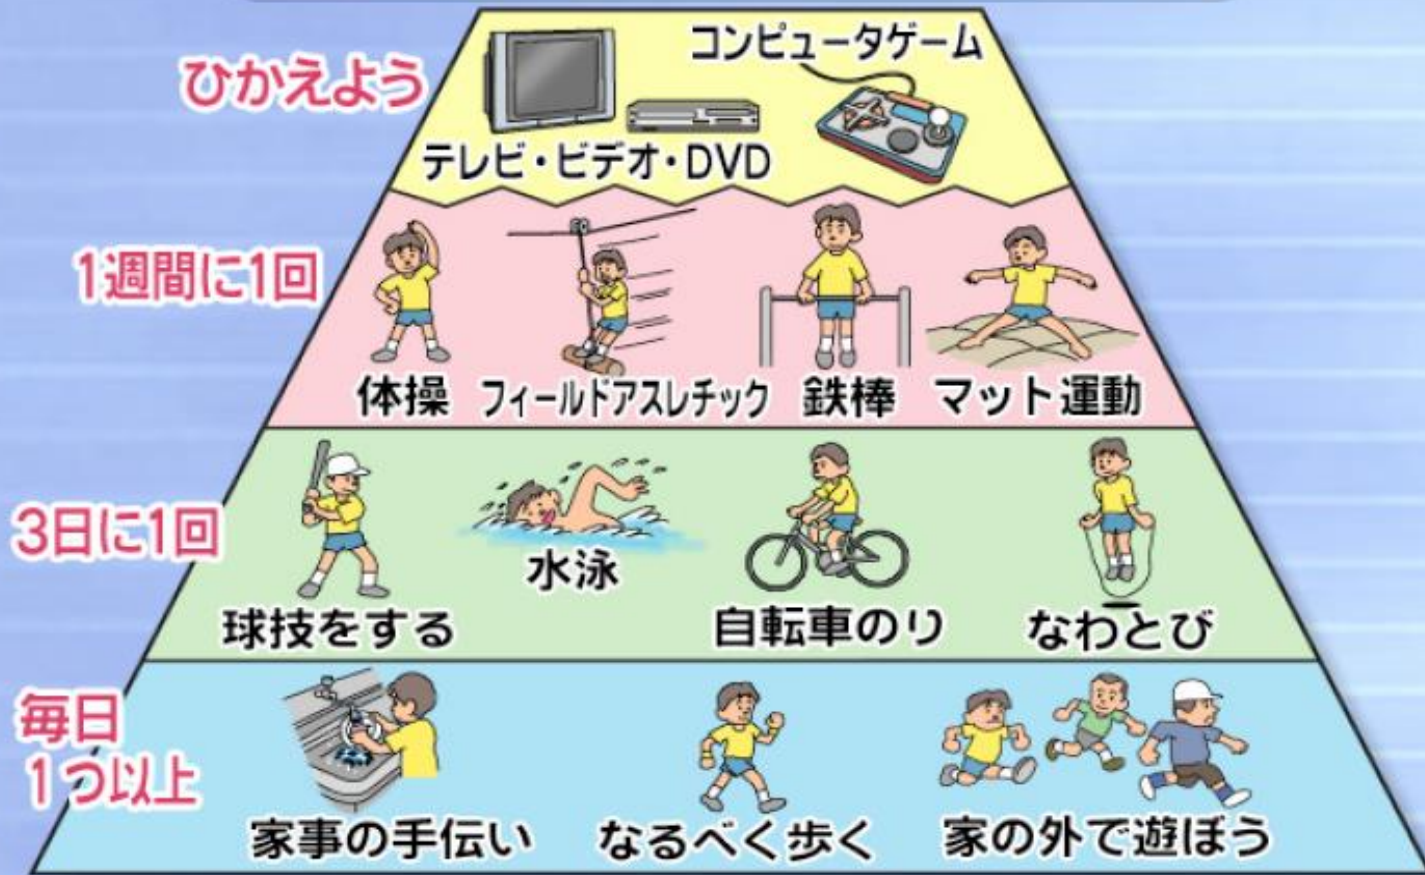 ひかえよう
コンピュータゲーム
テレビ・ビデオ・DVD
1週間に1回
体操
フィールドアスレチック
鉄棒
マット運動
3日に1回
球技をする
水泳
自転車のり
なわとび
毎日
1つ以上
家事の手伝い
なるべく歩く
家の外で遊ぼう